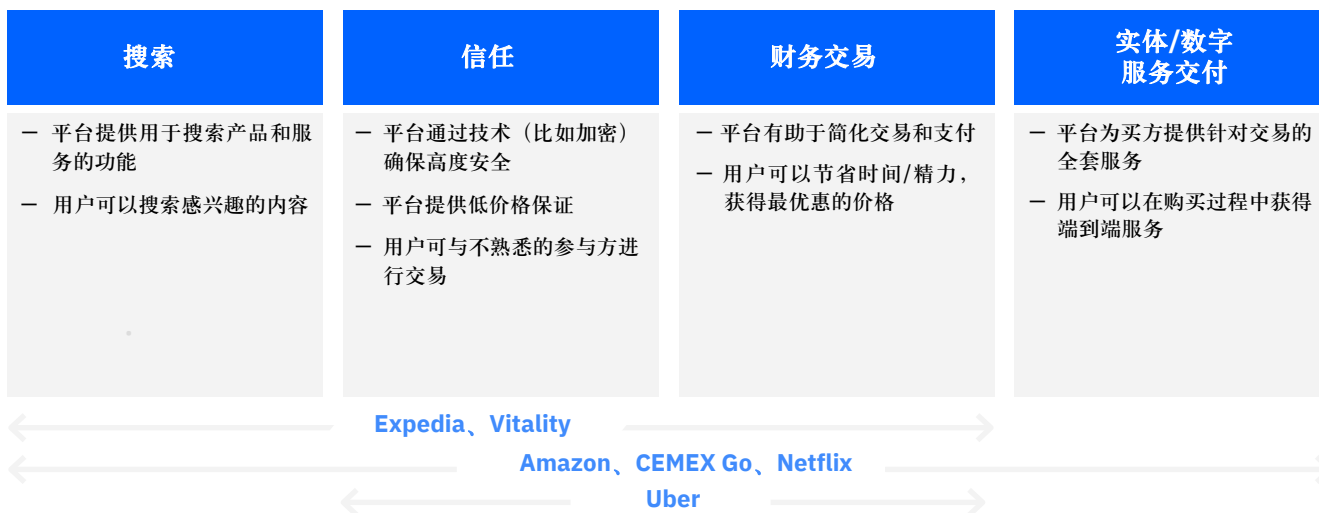 搜索
信任
财务交易
实体/数字
服务交付
— 平台提供用于搜索产品和服
务的功能
— 用户可以搜索感兴趣的内容
— 平台通过技术（比如加密）
确保高度安全
— 平台提供低价格保证
— 用户可与不熟悉的参与方进
行交易
— 平台有助于简化交易和支付
— 用户可以节省时间/精力，
获得最优惠的价格
— 平台为买方提供针对交易的
全套服务
— 用户可以在购买过程中获得
端到端服务
Expedia、Vitality
Amazon、CEMEX Go、Netflix
Uber